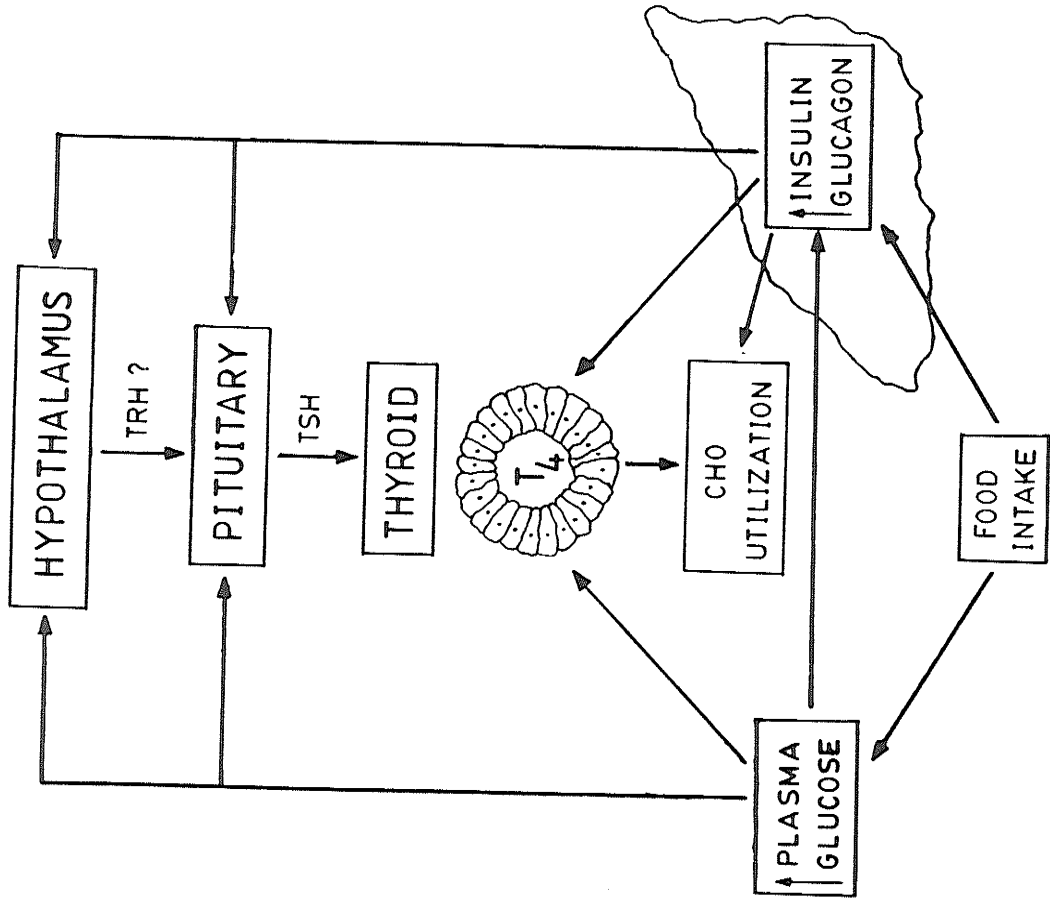 HYPOTHALAMUS
TRH ?
PITUITARY
TSH
THYROID
T4
CHO
UTILIZATION
INSULIN
GLUCAGON
PLASMA
GLUCOSE
FOOD
INTAKE